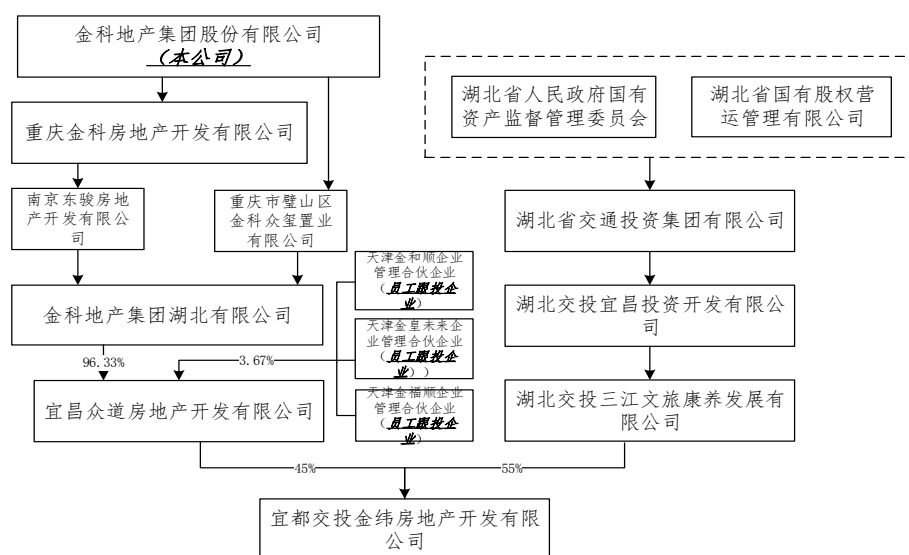 金科地产集团股份有限公司
（本公司）
湖北省人民政府国有
资产监督管理委员会
湖北省国有股权营
运管理有限公司
重庆金科房地产开发有限公司
南京东骏房地
产开发有限公
司
重庆市璧山区
金科众玺置业
有限公司
湖北省交通投资集团有限公司
天津金和顺企业
管理合伙企业
（员工跟投企
业）
金科地产集团湖北有限公司
湖北交投宜昌投资开发有限公
司
天津金皇未来企
业管理合伙企业
（员工跟投企
业））
96.33%
3.67%
宜昌众道房地产开发有限公司
天津金福顺企业
管理合伙企业
（员工跟投企
业）
湖北交投三江文旅康养发展有
限公司
45%
55%
宜都交投金纬房地产开发有限
公司